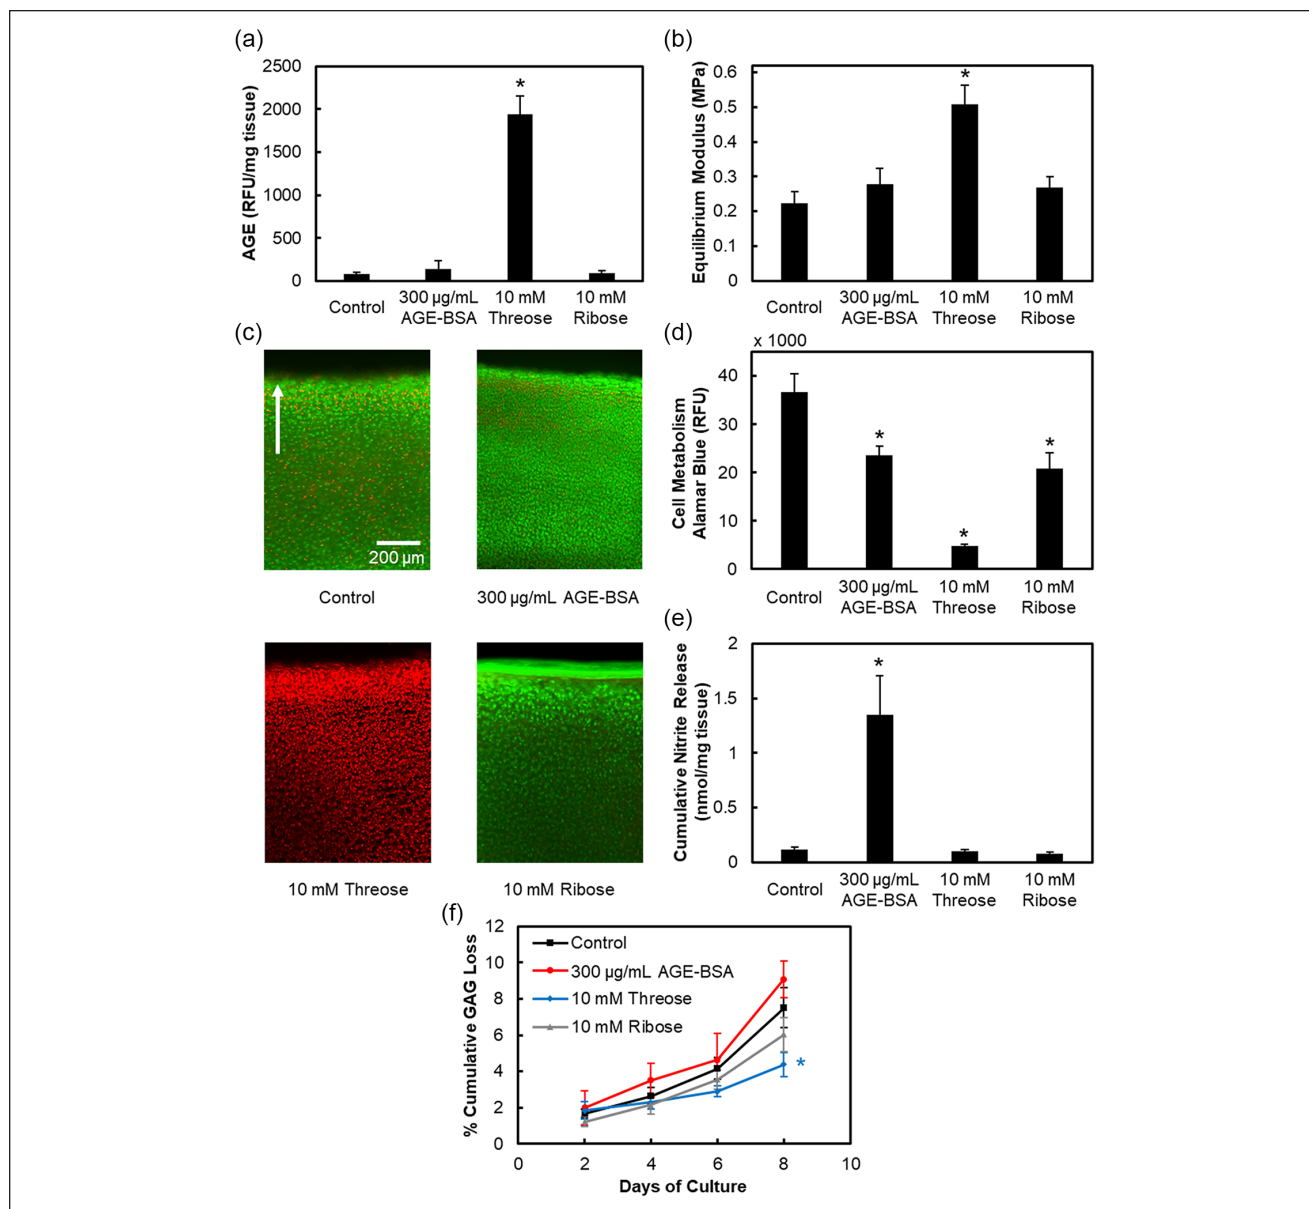 (a)
AGE (RFU/mg tissue)
2500
2000
1500
1000
500
0
*
Control
300 µg/mL
AGE-BSA
10 mM
Threose
10 mM
Ribose
(b)
Equilibrium Modulus (MPa)
0.6
0.5
0.4
0.3
0.2
0.1
0
*
Control
300 µg/mL
AGE-BSA
10 mM
Threose
10 mM
Ribose
(c)
200 µm
Control
300 µg/mL AGE-BSA
10 mM Threose
10 mM Ribose
(d)
x 1000
Cell Metabolism
Alamar Blue (RFU)
40
30
20
10
0
*
*
*
Control
300 µg/mL
AGE-BSA
10 mM
Threose
10 mM
Ribose
(e)
Cumulative Nitrite Release
(nmol/mg tissue)
2
1.5
1
0.5
0
*
Control
300 µg/mL
AGE-BSA
10 mM
Threose
10 mM
Ribose
(f)
% Cumulative GAG Loss
12
10
8
6
4
2
0
Control
300 µg/mL AGE-BSA
10 mM Threose
10 mM Ribose
*
0
2
4
6
8
10
Days of Culture